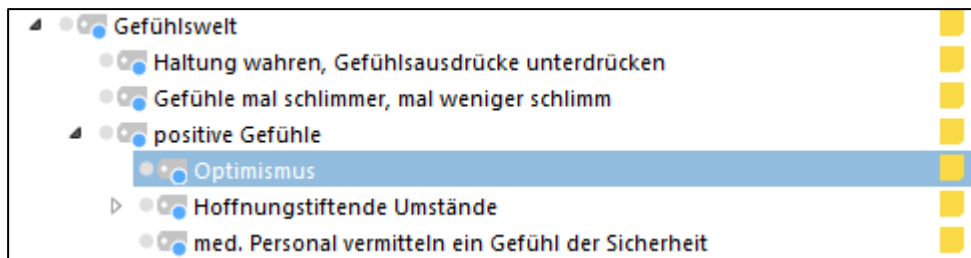 Gefühlswelt
Haltung wahren, Gefühlsausdrücke unterdrücken
Gefühle mal schlimmer, mal weniger schlimm
positive Gefühle
Optimismus
Hoffnungstiftende Umstände
med. Personal vermitteln ein Gefühl der Sicherheit